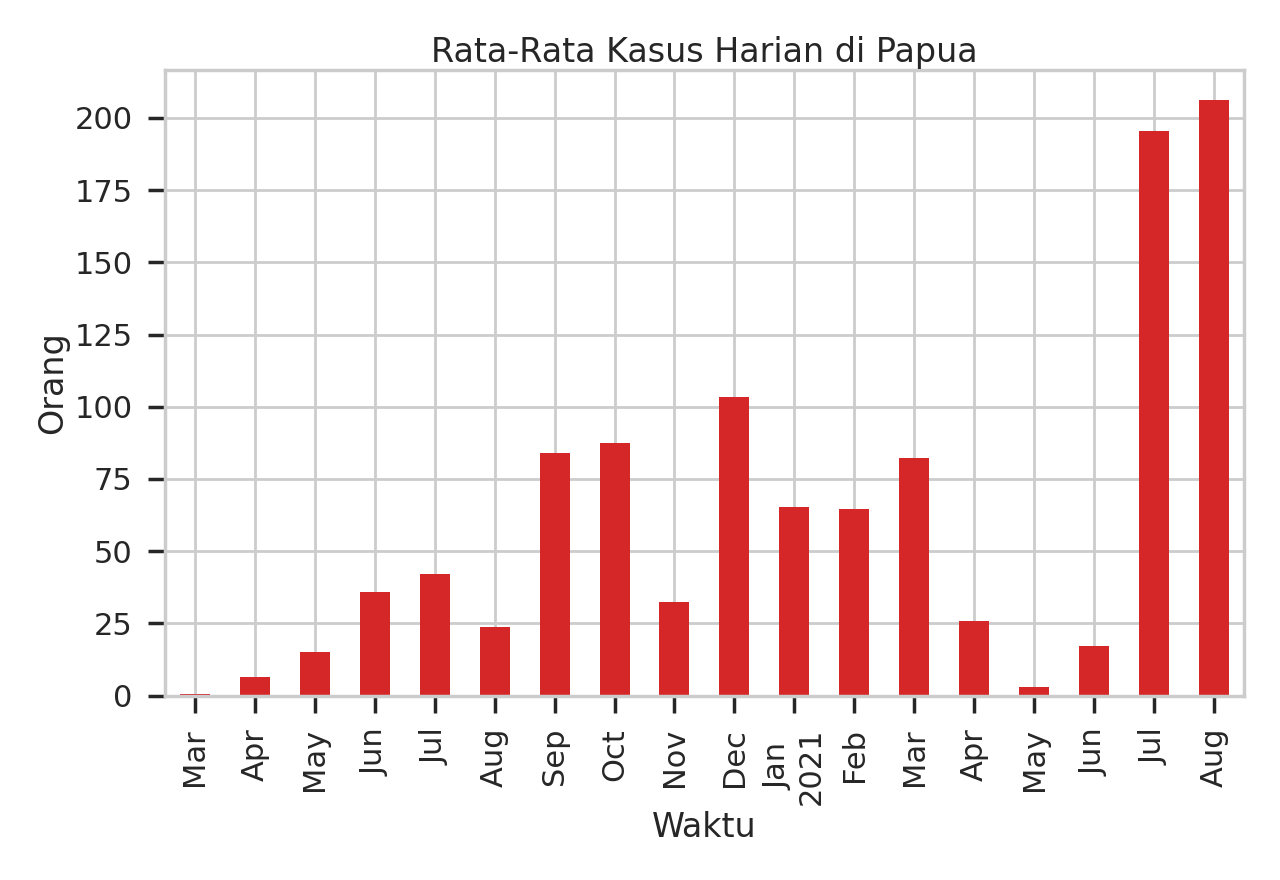 Rata-Rata Kasus Harian di Papua
Orang
200
175
150
125
100
75
50
25
0
Mar
Apr
May
Jun
Jul
Aug
Sep
Oct
Nov
Dec
Jan
2021
Feb
Mar
Apr
May
Jun
Jul
Aug
Waktu